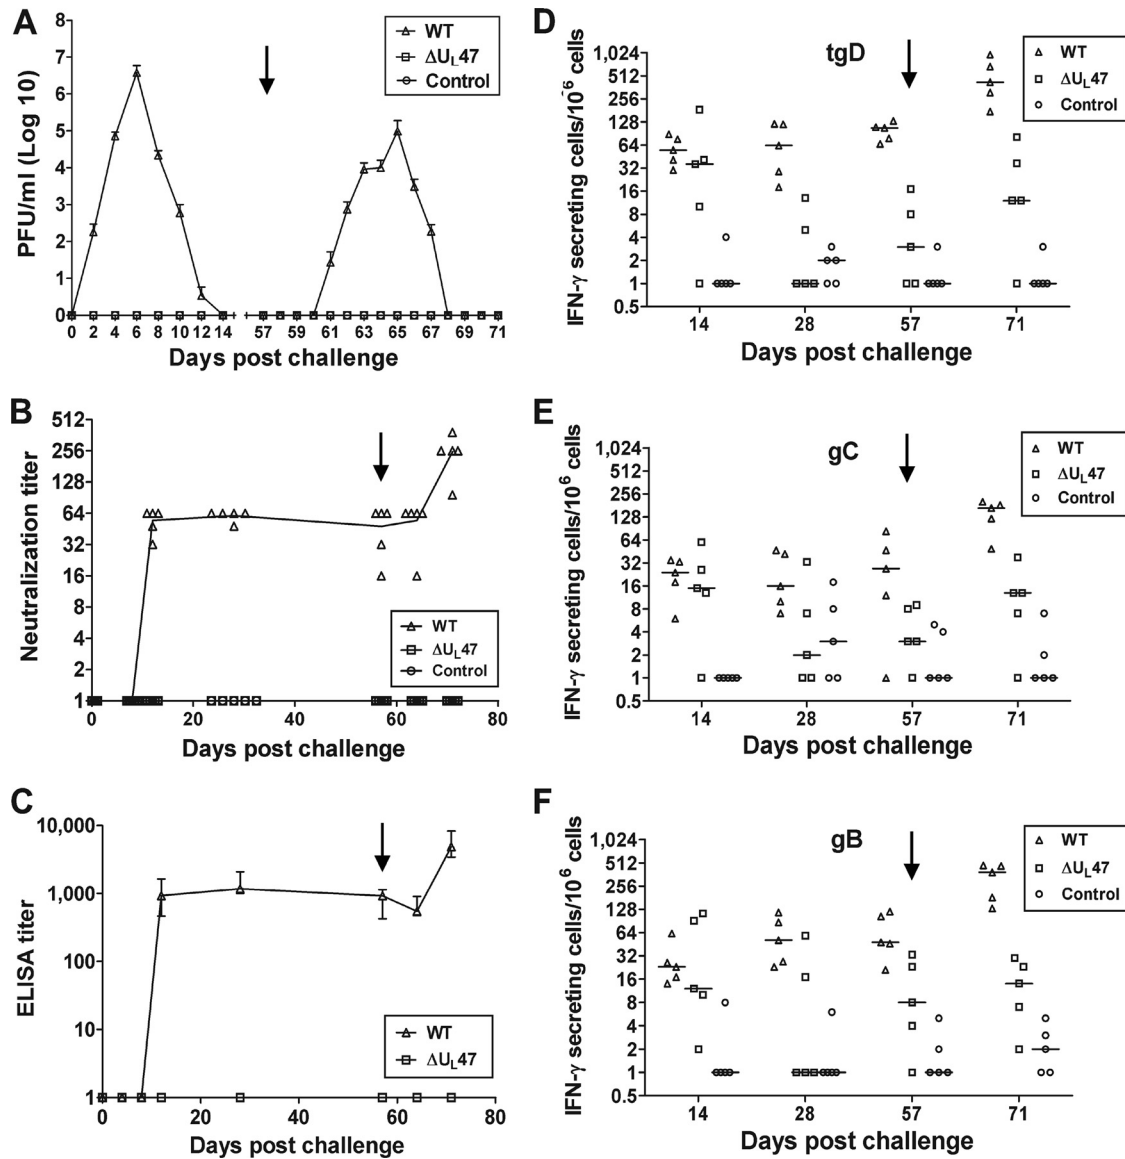 A
8
7
6
5
4
3
2
1
0
PFU/ml (Log 10)
WT
ΔUL47
Control
0 2 4 6 8 10 12 14 57 59 61 63 65 67 69 71
Days post challenge
B
512
256
128
64
32
16
8
4
2
1
Neutralization titer
WT
ΔUL47
Control
0 20 40 60 80
Days post challenge
C
10,000
1,000
100
10
1
ELISA titer
WT
ΔUL47
0 20 40 60 80
Days post challenge
D
tgD
1,024
512
256
128
64
32
16
8
4
2
1
0.5
IFN-γ secreting cells/10-6 cells
WT
ΔUL47
Control
14 28 57 71
Days post challenge
E
gC
1,024
512
256
128
64
32
16
8
4
2
1
0.5
IFN-γ secreting cells/106 cells
WT
ΔUL47
Control
14 28 57 71
Days post challenge
F
gB
1,024
512
256
128
64
32
16
8
4
2
1
0.5
IFN-γ secreting cells/106 cells
WT
ΔUL47
Control
14 28 57 71
Days post challenge